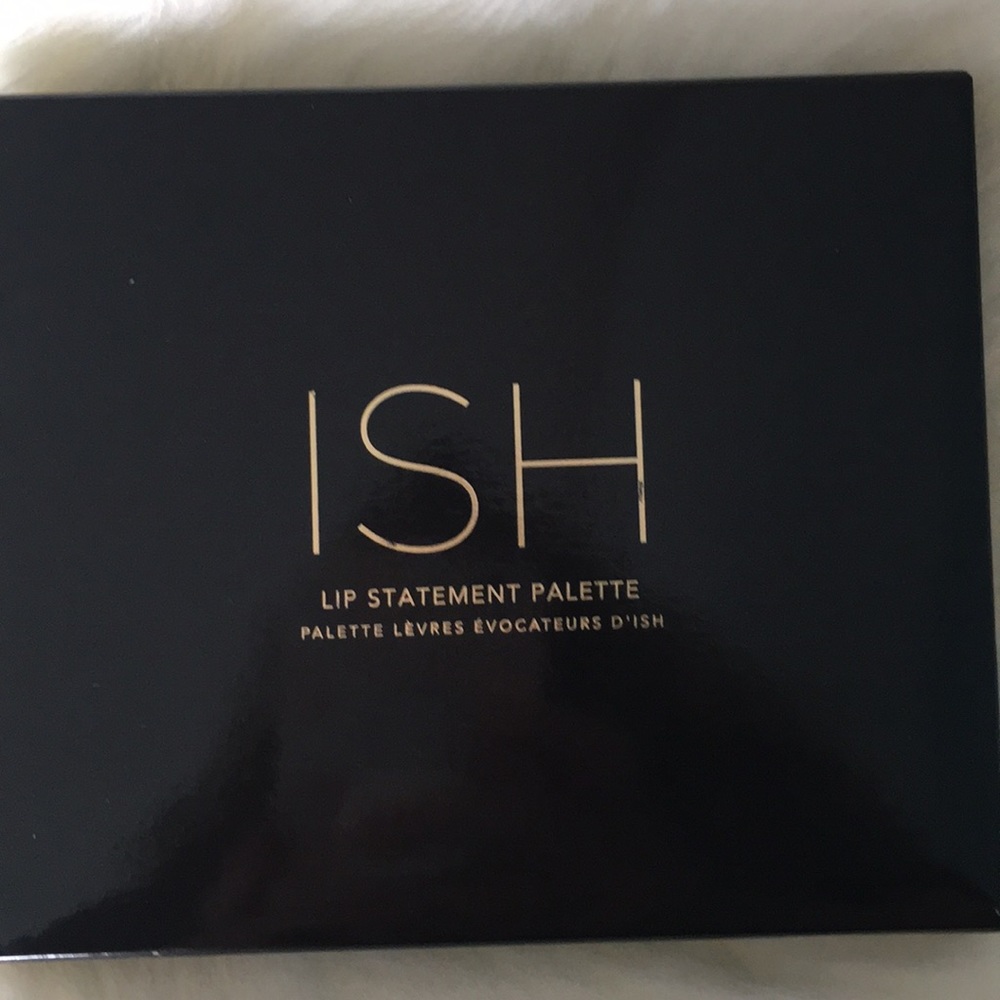 ISH
LIP STATEMENT PALETTE
PALETTE LÈVRES ÉVOCATEURS D'ISH